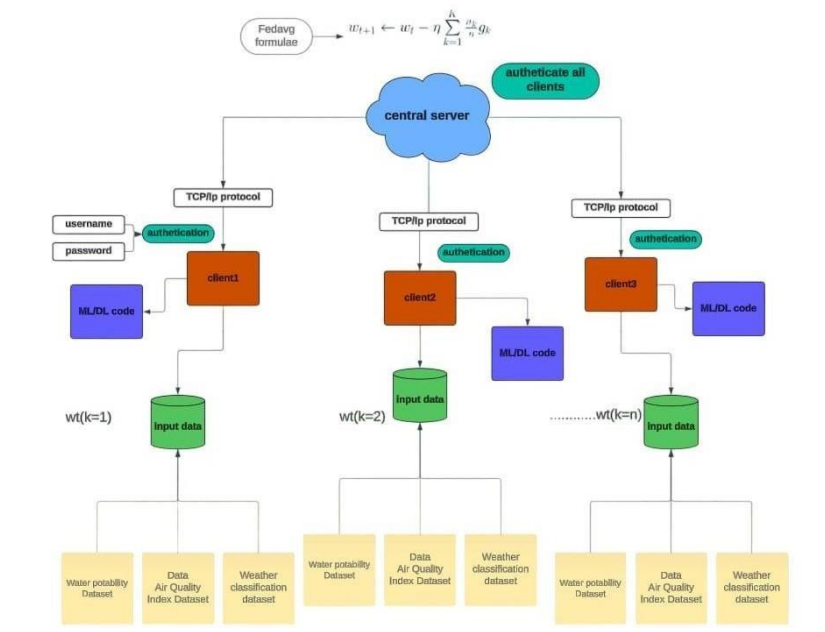 Fedavg
formulae
w_{t+1} ← w_t − η \sum_{k=1}^{K} \frac{n_k}{n} g_k
autheticate all
clients
central server
TCP/Ip protocol
username
password
authetication
client1
ML/DL code
wt(k=1)
Input data
Water potability
Dataset
Data
Air Quality
Index Dataset
Weather
classification
dataset
TCP/Ip protocol
authetication
client2
ML/DL code
wt(k=2)
Input data
Water potability
Dataset
Data
Air Quality
Index Dataset
Weather
classification
dataset
TCP/Ip protocol
authetication
client3
ML/DL code
...........wt(k=n)
Input data
Water potability
Dataset
Data
Air Quality
Index Dataset
Weather
classification
dataset